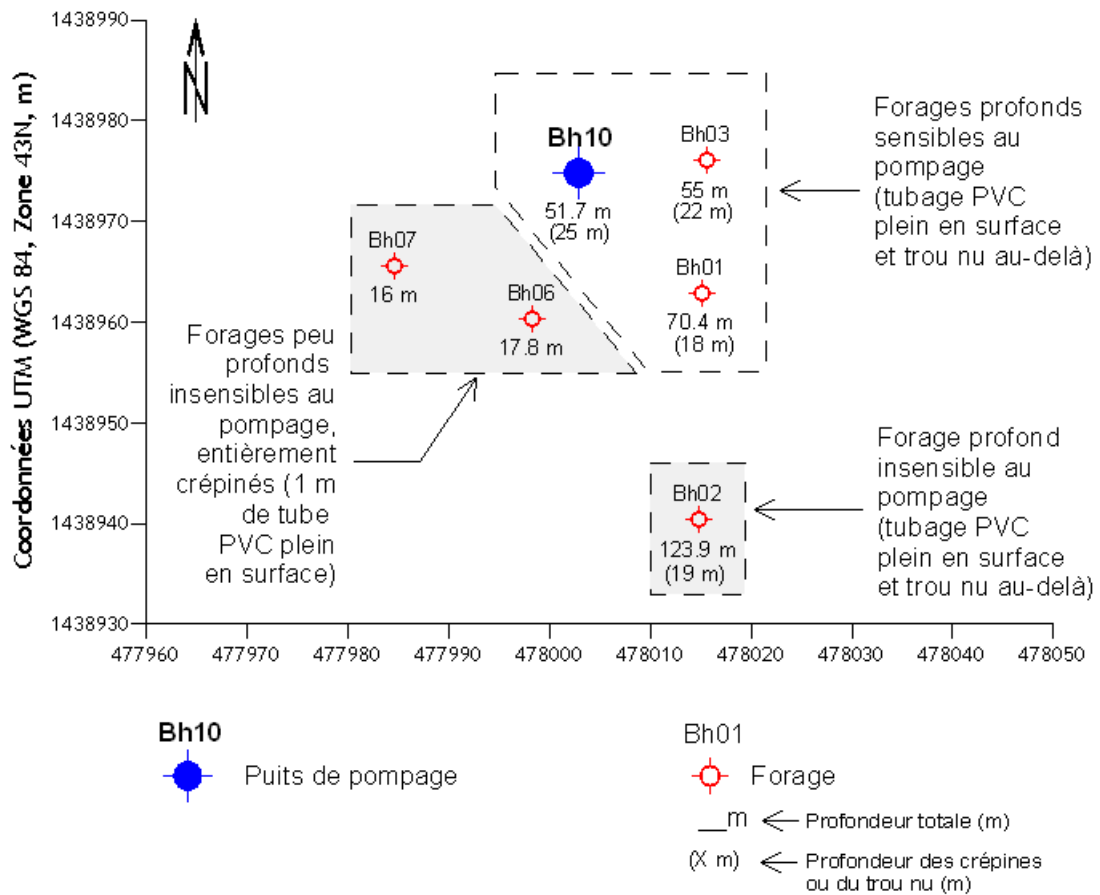 Coordonnées UTM (WGS 84, Zone 43N, m)
1438990
1438980
1438970
1438960
1438950
1438940
1438930
N
Bh10
51.7 m
(25 m)
Bh03
55 m
(22 m)
Bh01
70.4 m
(18 m)
Bh07
16 m
Bh06
17.8 m
Bh02
123.9 m
(19 m)
Forages profonds
sensibles au
pompage
(tubage PVC
plein en surface
et trou nu au-delà)
Forages peu
profonds
insensibles au
pompage,
entièrement
crépinés (1 m
de tube
PVC plein
en surface)
Forage profond
insensible au
pompage
(tubage PVC
plein en surface
et trou nu au-delà)
477960 477970 477980 477990 478000 478010 478020 478030 478040 478050
Bh10
Puits de pompage
Bh01
Forage
__m Profondeur totale (m)
(X m) Profondeur des crépines
ou du trou nu (m)